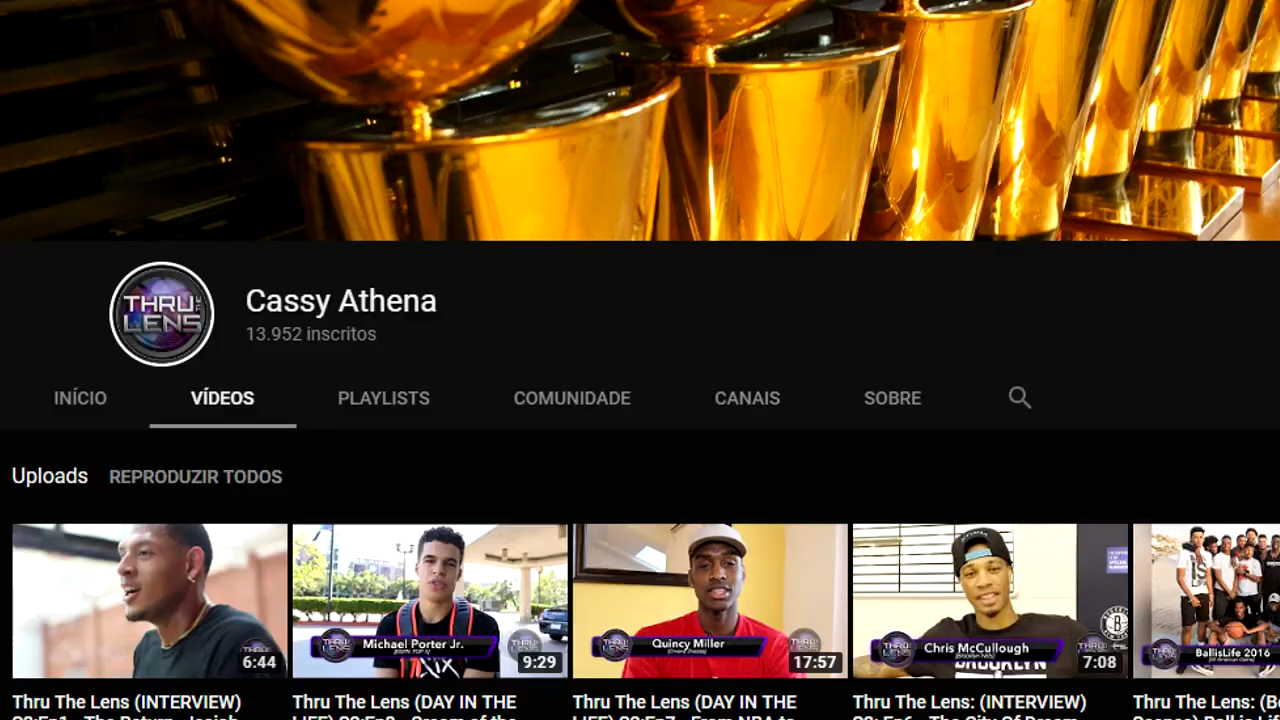 THRU THE
LENS
Cassy Athena
13.952 inscritos
INÍCIO VÍDEOS PLAYLISTS COMUNIDADE CANAIS SOBRE
Uploads REPRODUZIR TODOS
6:44
Michael Porter Jr.
9:29
Quincy Miller
17:57
Chris McCullough
BROOKLYN
7:08
BallisLife 2016
Thru The Lens (INTERVIEW)
Thru The Lens (DAY IN THE
Thru The Lens (DAY IN THE
Thru The Lens: (INTERVIEW)
Thru The Lens: (B